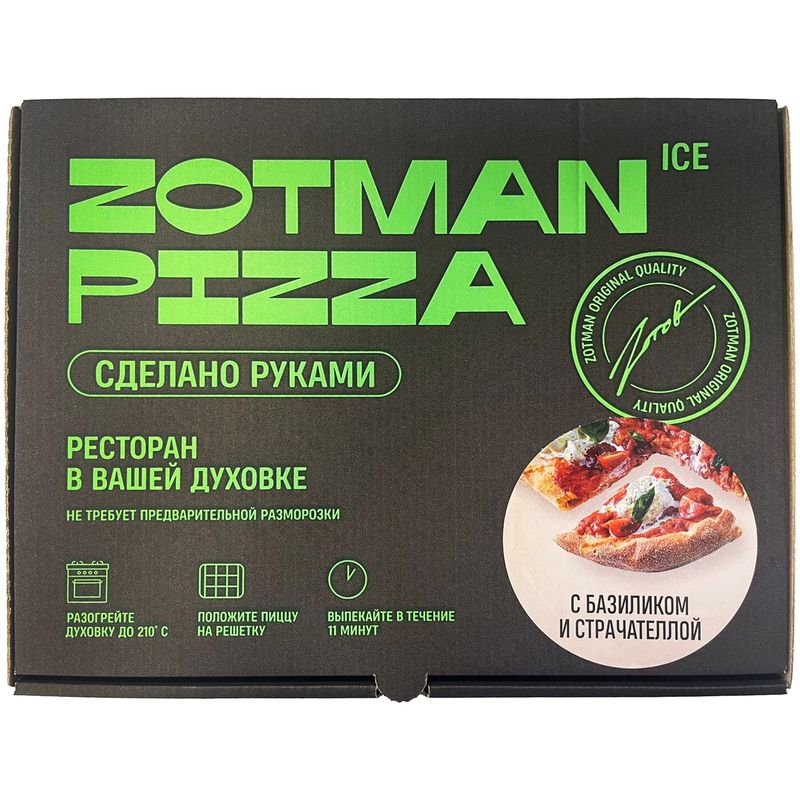 ZOTMAN ICE
PIZZA
ZOTMAN ORIGINAL QUALITY
Зотов
ZOTMAN ORIGINAL QUALITY
СДЕЛАНО РУКАМИ
РЕСТОРАН
В ВАШЕЙ ДУХОВКЕ
НЕ ТРЕБУЕТ ПРЕДВАРИТЕЛЬНОЙ РАЗМОРОЗКИ
РАЗОГРЕЙТЕ
ДУХОВКУ ДО 210° С
ПОЛОЖИТЕ ПИЦЦУ
НА РЕШЕТКУ
ВЫПЕКАЙТЕ В ТЕЧЕНИЕ
11 МИНУТ
С БАЗИЛИКОМ
И СТРАЧАТЕЛЛОЙ